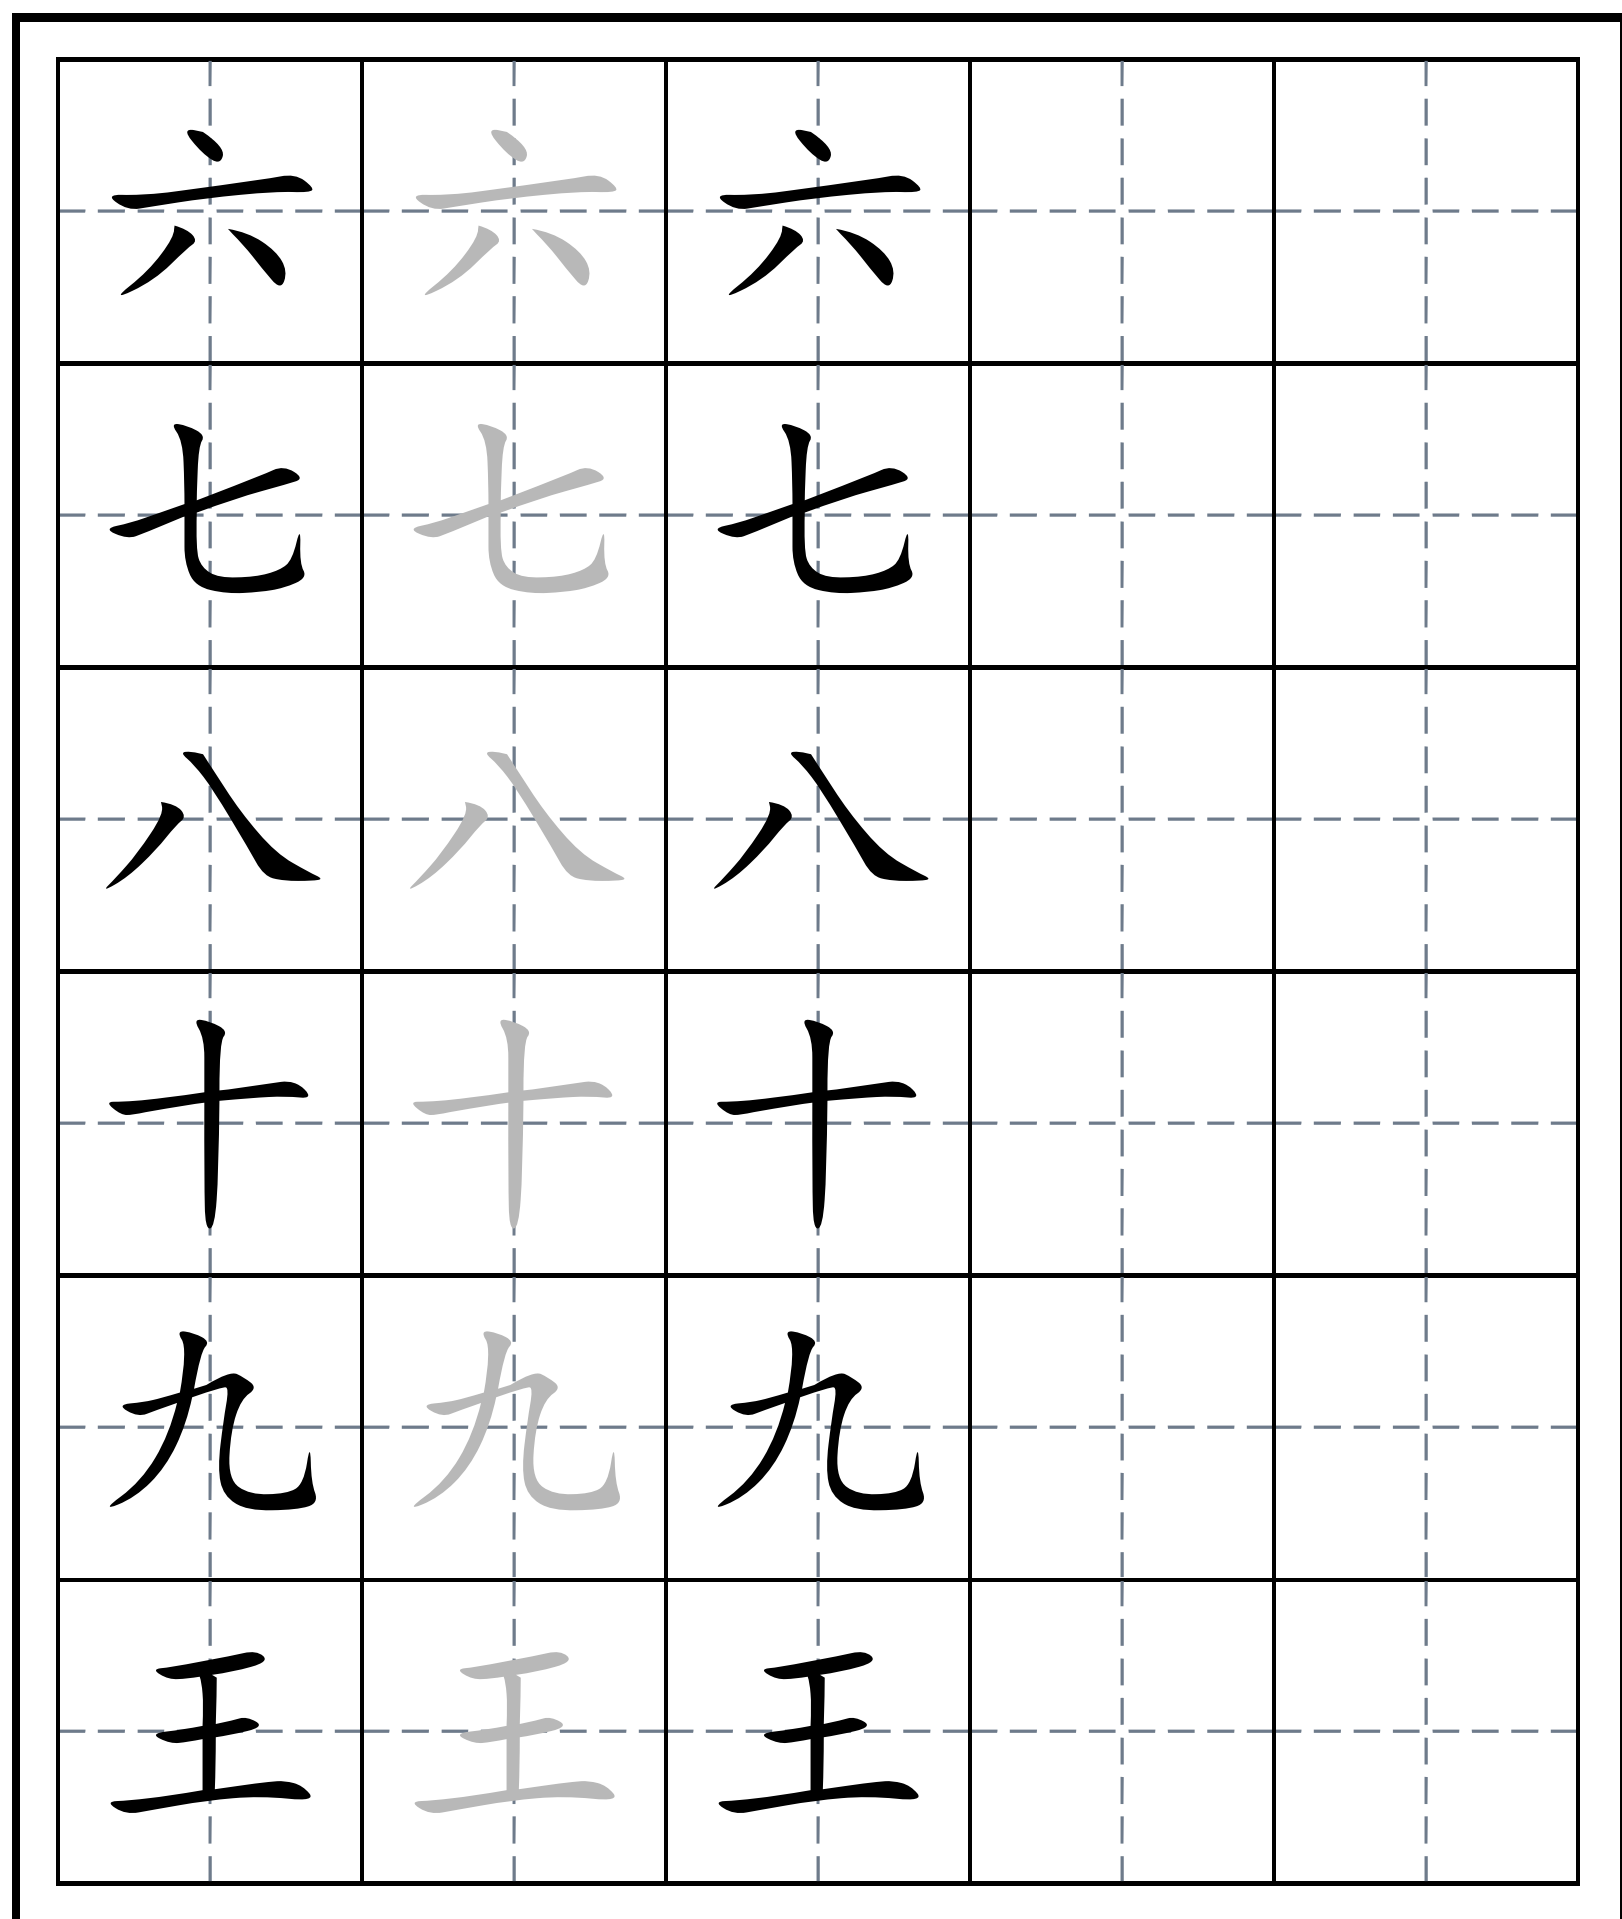 六 六 六
七 七 七
八 八 八
十 十 十
九 九 九
王 王 王